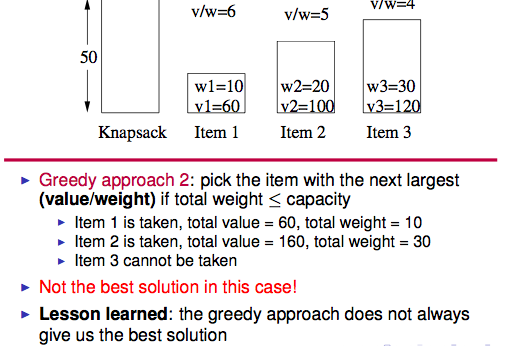 v/w=6
v/w=5
v/w=4
50
w1=10
w2=20
w3=30
v1=60
v2=100
v3=120
Knapsack
Item 1
Item 2
Item 3
Greedy approach 2: pick the item with the next largest
(value/weight) if total weight ≤ capacity
Item 1 is taken, total value = 60, total weight = 10
Item 2 is taken, total value = 160, total weight = 30
Item 3 cannot be taken
Not the best solution in this case!
Lesson learned: the greedy approach does not always
give us the best solution